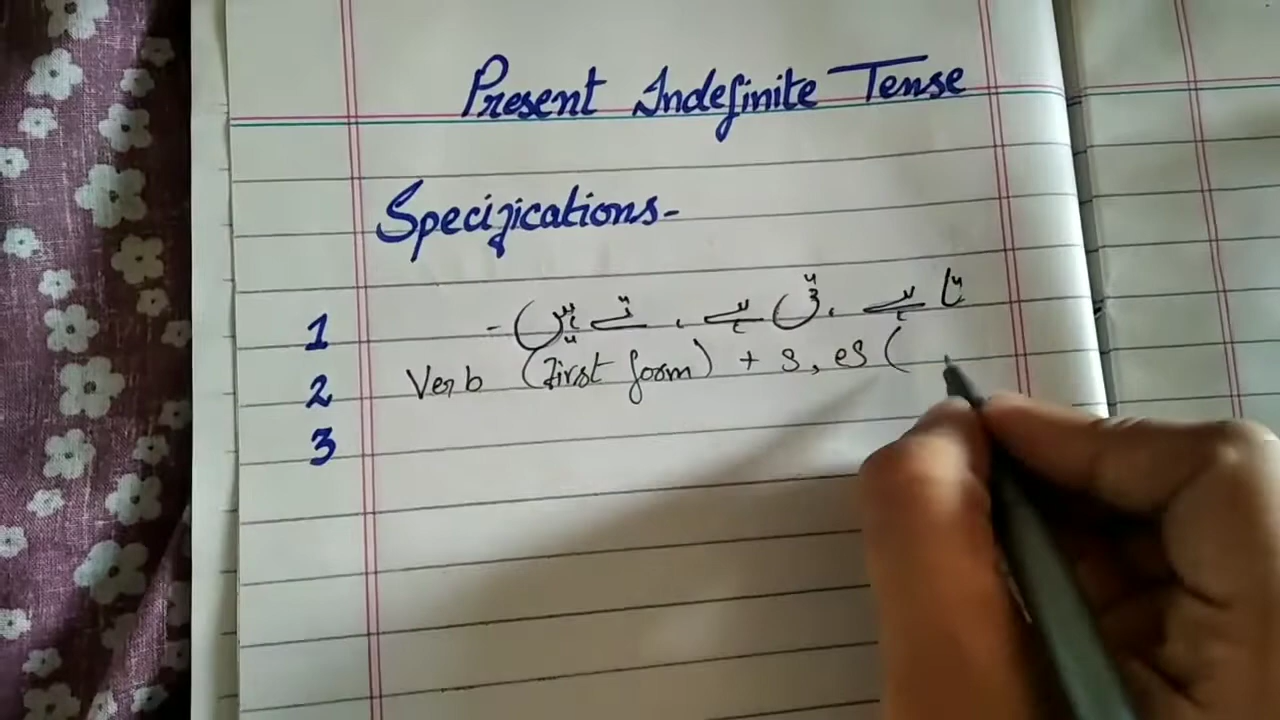 Present Indefinite Tense
Specifications-
1 تا ہے ، تی ہے ، تے ہیں -
2 Verb (First form) + s, es (
3